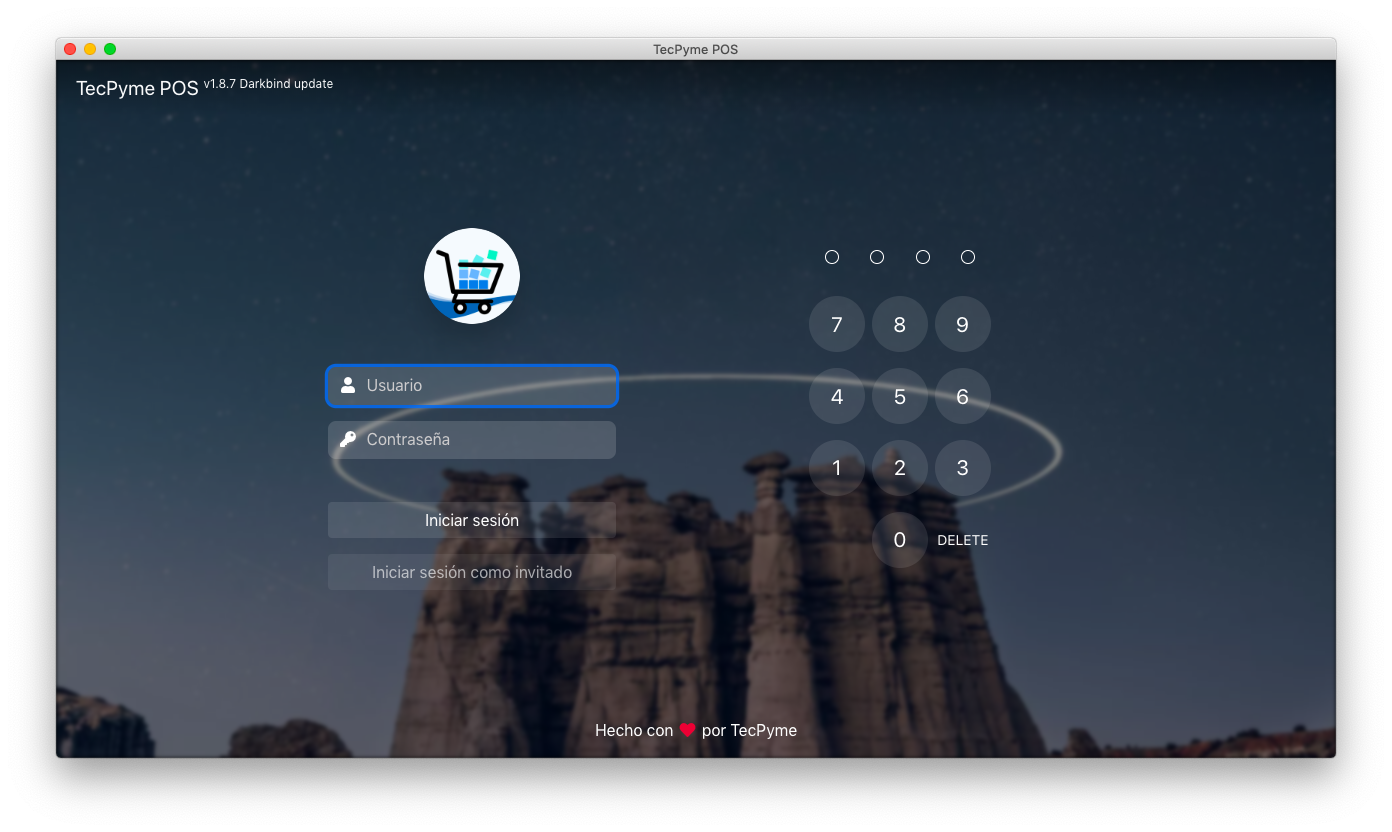 TecPyme POS
TecPyme POS v1.8.7 Darkbind update
Usuario
Contraseña
Iniciar sesión
Iniciar sesión como invitado
7 8 9
4 5 6
1 2 3
0 DELETE
Hecho con ❤ por TecPyme